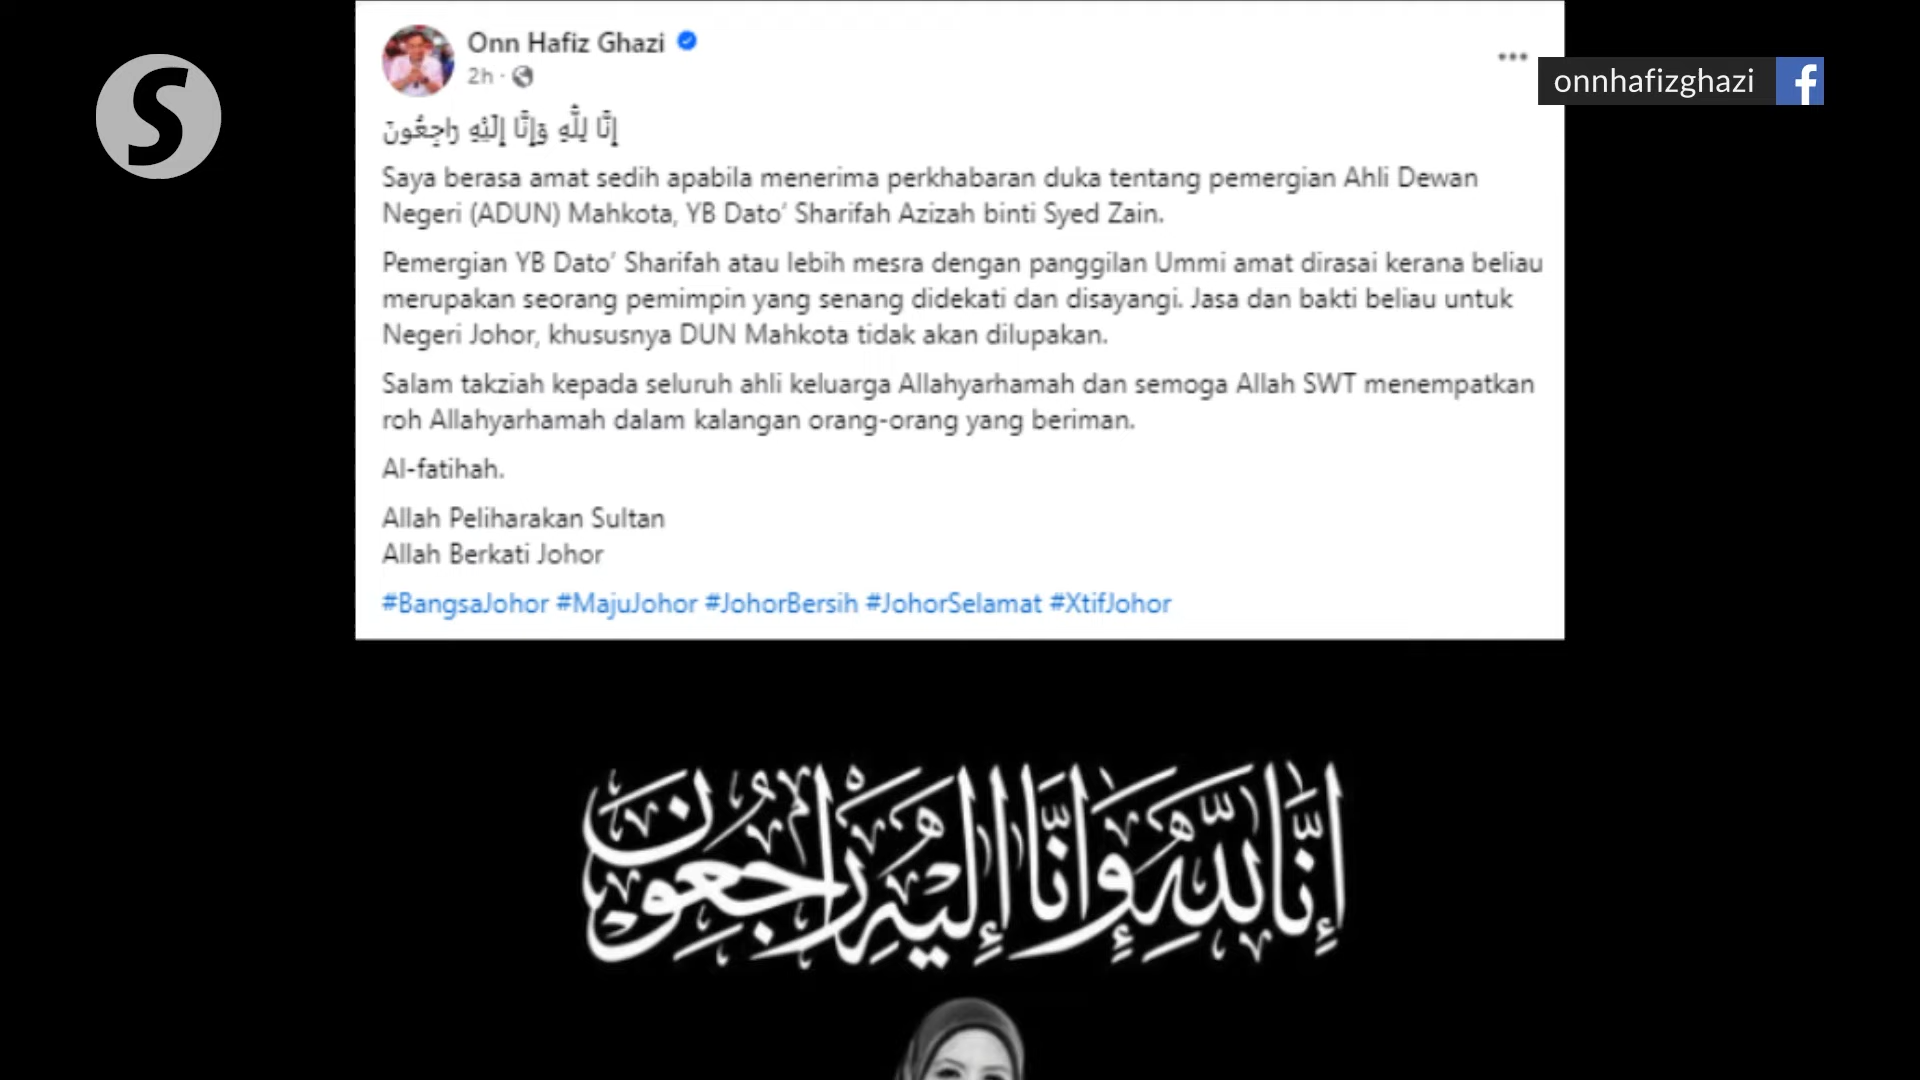 S
Onn Hafiz Ghazi
2h
onnhafizghazi
إِنَّا لِلَّهِ وَإِنَّا إِلَيْهِ رَاجِعُونَ
Saya berasa amat sedih apabila menerima perkhabaran duka tentang pemergian Ahli Dewan
Negeri (ADUN) Mahkota, YB Dato’ Sharifah Azizah binti Syed Zain.
Pemergian YB Dato’ Sharifah atau lebih mesra dengan panggilan Ummi amat dirasai kerana beliau
merupakan seorang pemimpin yang senang didekati dan disayangi. Jasa dan bakti beliau untuk
Negeri Johor, khususnya DUN Mahkota tidak akan dilupakan.
Salam takziah kepada seluruh ahli keluarga Allahyarhamah dan semoga Allah SWT menempatkan
roh Allahyarhamah dalam kalangan orang-orang yang beriman.
Al-fatihah.
Allah Peliharakan Sultan
Allah Berkati Johor
#BangsaJohor #MajuJohor #JohorBersih #JohorSelamat #XtifJohor
إِنَّا لِلَّهِ وَإِنَّا إِلَيْهِ رَاجِعُونَ